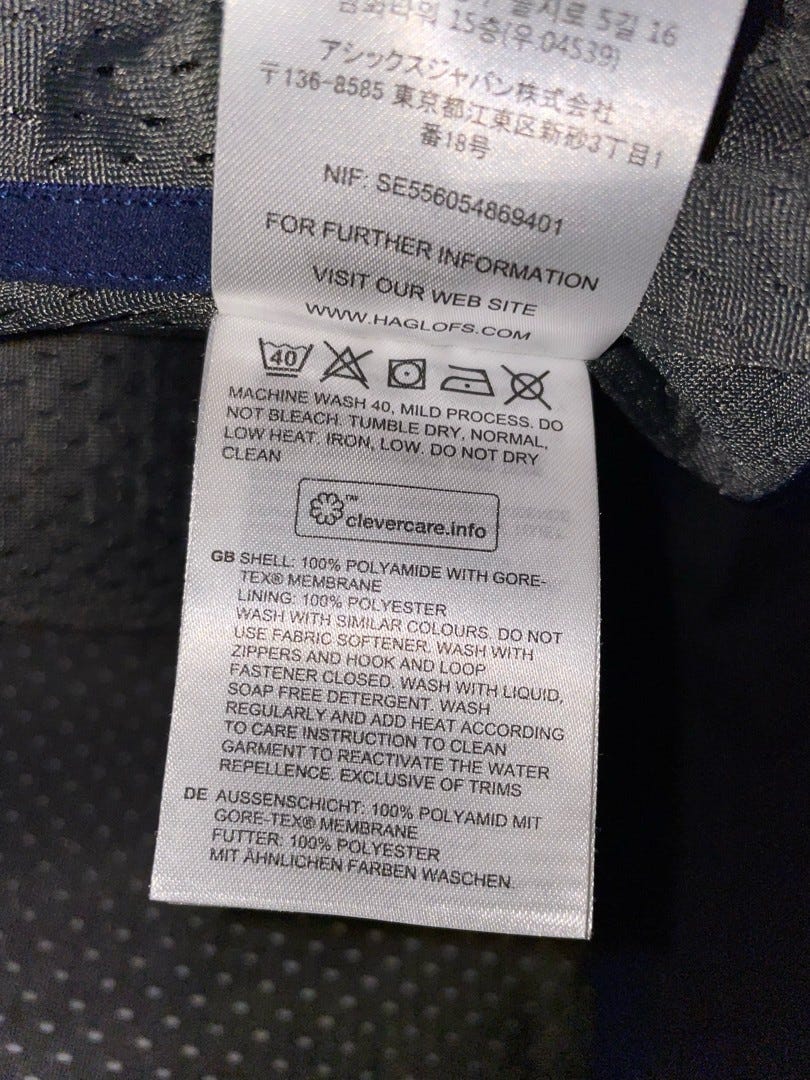 5길 16
15층(우.04539)
アシックスジャパン株式会社
〒136-8585 東京都江東区新砂3丁目1
番18号
NIF: SE556054869401
FOR FURTHER INFORMATION
VISIT OUR WEB SITE
WWW.HAGLOFS.COM
40
MACHINE WASH 40, MILD PROCESS. DO
NOT BLEACH. TUMBLE DRY, NORMAL,
LOW HEAT. IRON, LOW. DO NOT DRY
CLEAN
™
clevercare.info
GB SHELL: 100% POLYAMIDE WITH GORE-
TEX® MEMBRANE
LINING: 100% POLYESTER
WASH WITH SIMILAR COLOURS. DO NOT
USE FABRIC SOFTENER. WASH WITH
ZIPPERS AND HOOK AND LOOP
FASTENER CLOSED. WASH WITH LIQUID,
SOAP FREE DETERGENT. WASH
REGULARLY AND ADD HEAT ACCORDING
TO CARE INSTRUCTION TO CLEAN
GARMENT TO REACTIVATE THE WATER
REPELLENCE. EXCLUSIVE OF TRIMS
DE AUSSENSCHICHT: 100% POLYAMID MIT
GORE-TEX® MEMBRANE
FUTTER: 100% POLYESTER
MIT ÄHNLICHEN FARBEN WASCHEN.